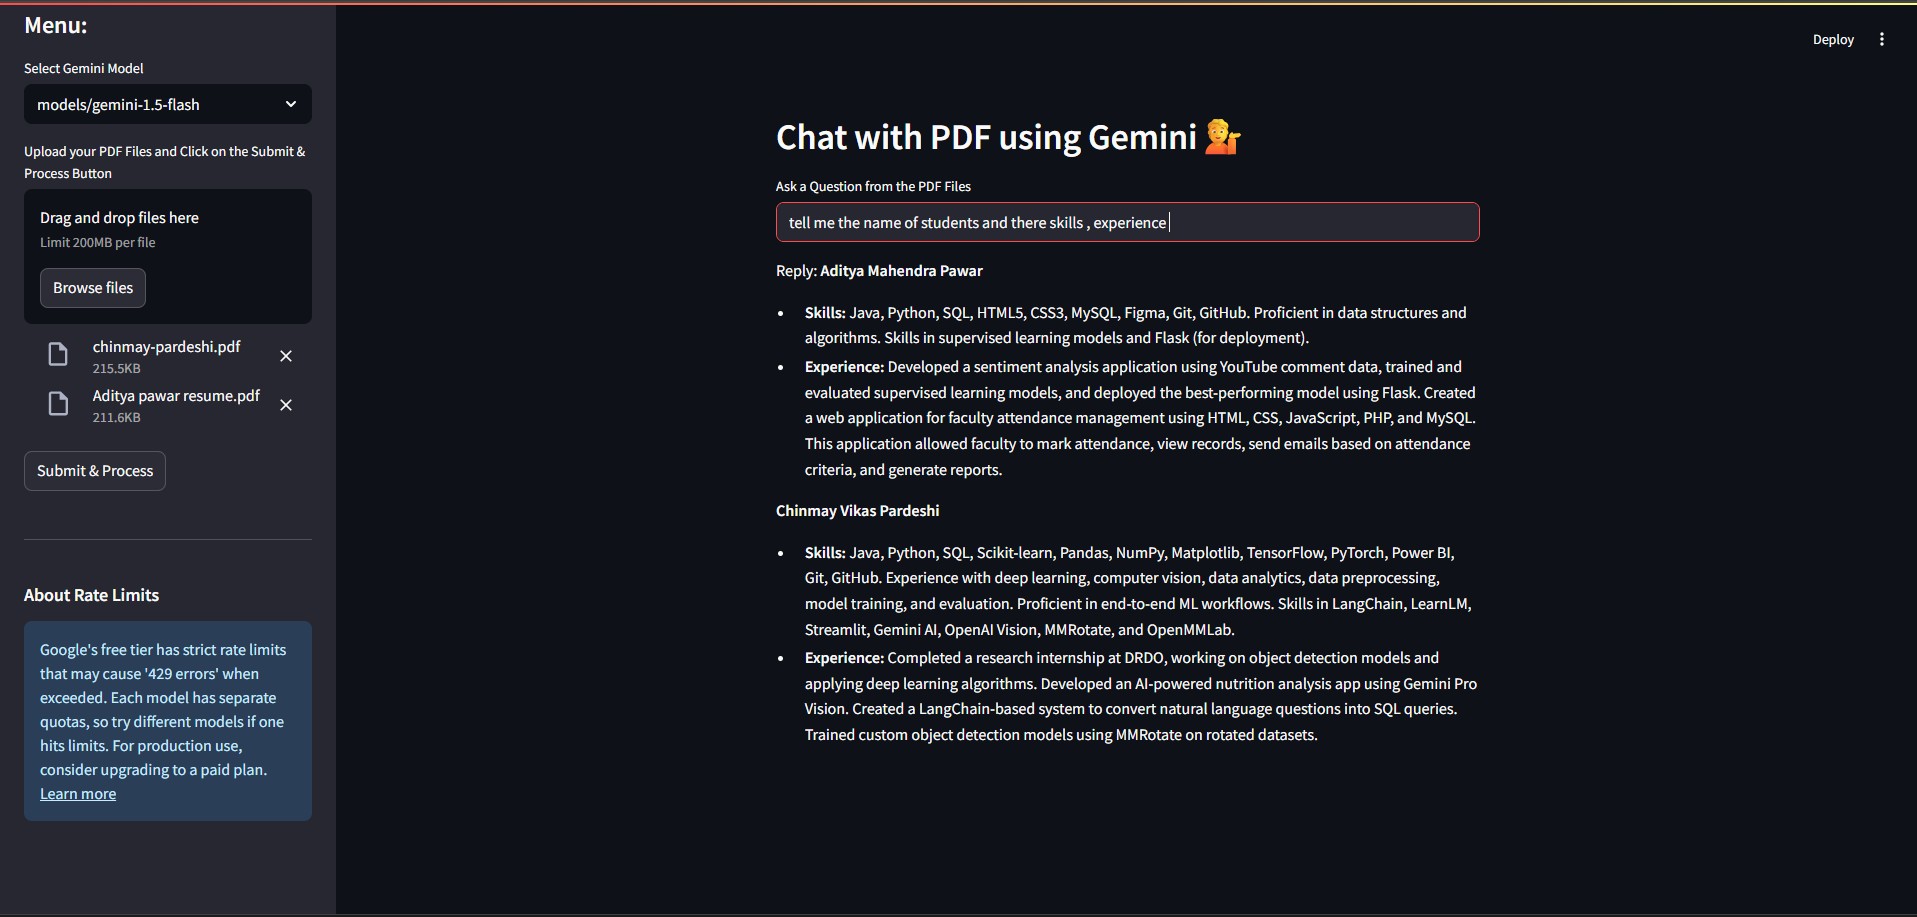 Menu:
Select Gemini Model
models/gemini-1.5-flash
Upload your PDF Files and Click on the Submit &
Process Button
Drag and drop files here
Limit 200MB per file
Browse files
chinmay-pardeshi.pdf
215.5KB
Aditya pawar resume.pdf
211.6KB
Submit & Process
About Rate Limits
Google's free tier has strict rate limits
that may cause '429 errors' when
exceeded. Each model has separate
quotas, so try different models if one
hits limits. For production use,
consider upgrading to a paid plan.
Learn more
Deploy
Chat with PDF using Gemini 💁
Ask a Question from the PDF Files
tell me the name of students and there skills , experience
Reply: Aditya Mahendra Pawar
• Skills: Java, Python, SQL, HTML5, CSS3, MySQL, Figma, Git, GitHub. Proficient in data structures and
algorithms. Skills in supervised learning models and Flask (for deployment).
• Experience: Developed a sentiment analysis application using YouTube comment data, trained and
evaluated supervised learning models, and deployed the best-performing model using Flask. Created
a web application for faculty attendance management using HTML, CSS, JavaScript, PHP, and MySQL.
This application allowed faculty to mark attendance, view records, send emails based on attendance
criteria, and generate reports.
Chinmay Vikas Pardeshi
• Skills: Java, Python, SQL, Scikit-learn, Pandas, NumPy, Matplotlib, TensorFlow, PyTorch, Power BI,
Git, GitHub. Experience with deep learning, computer vision, data analytics, data preprocessing,
model training, and evaluation. Proficient in end-to-end ML workflows. Skills in LangChain, LearnLM,
Streamlit, Gemini AI, OpenAI Vision, MMRotate, and OpenMMLab.
• Experience: Completed a research internship at DRDO, working on object detection models and
applying deep learning algorithms. Developed an AI-powered nutrition analysis app using Gemini Pro
Vision. Created a LangChain-based system to convert natural language questions into SQL queries.
Trained custom object detection models using MMRotate on rotated datasets.